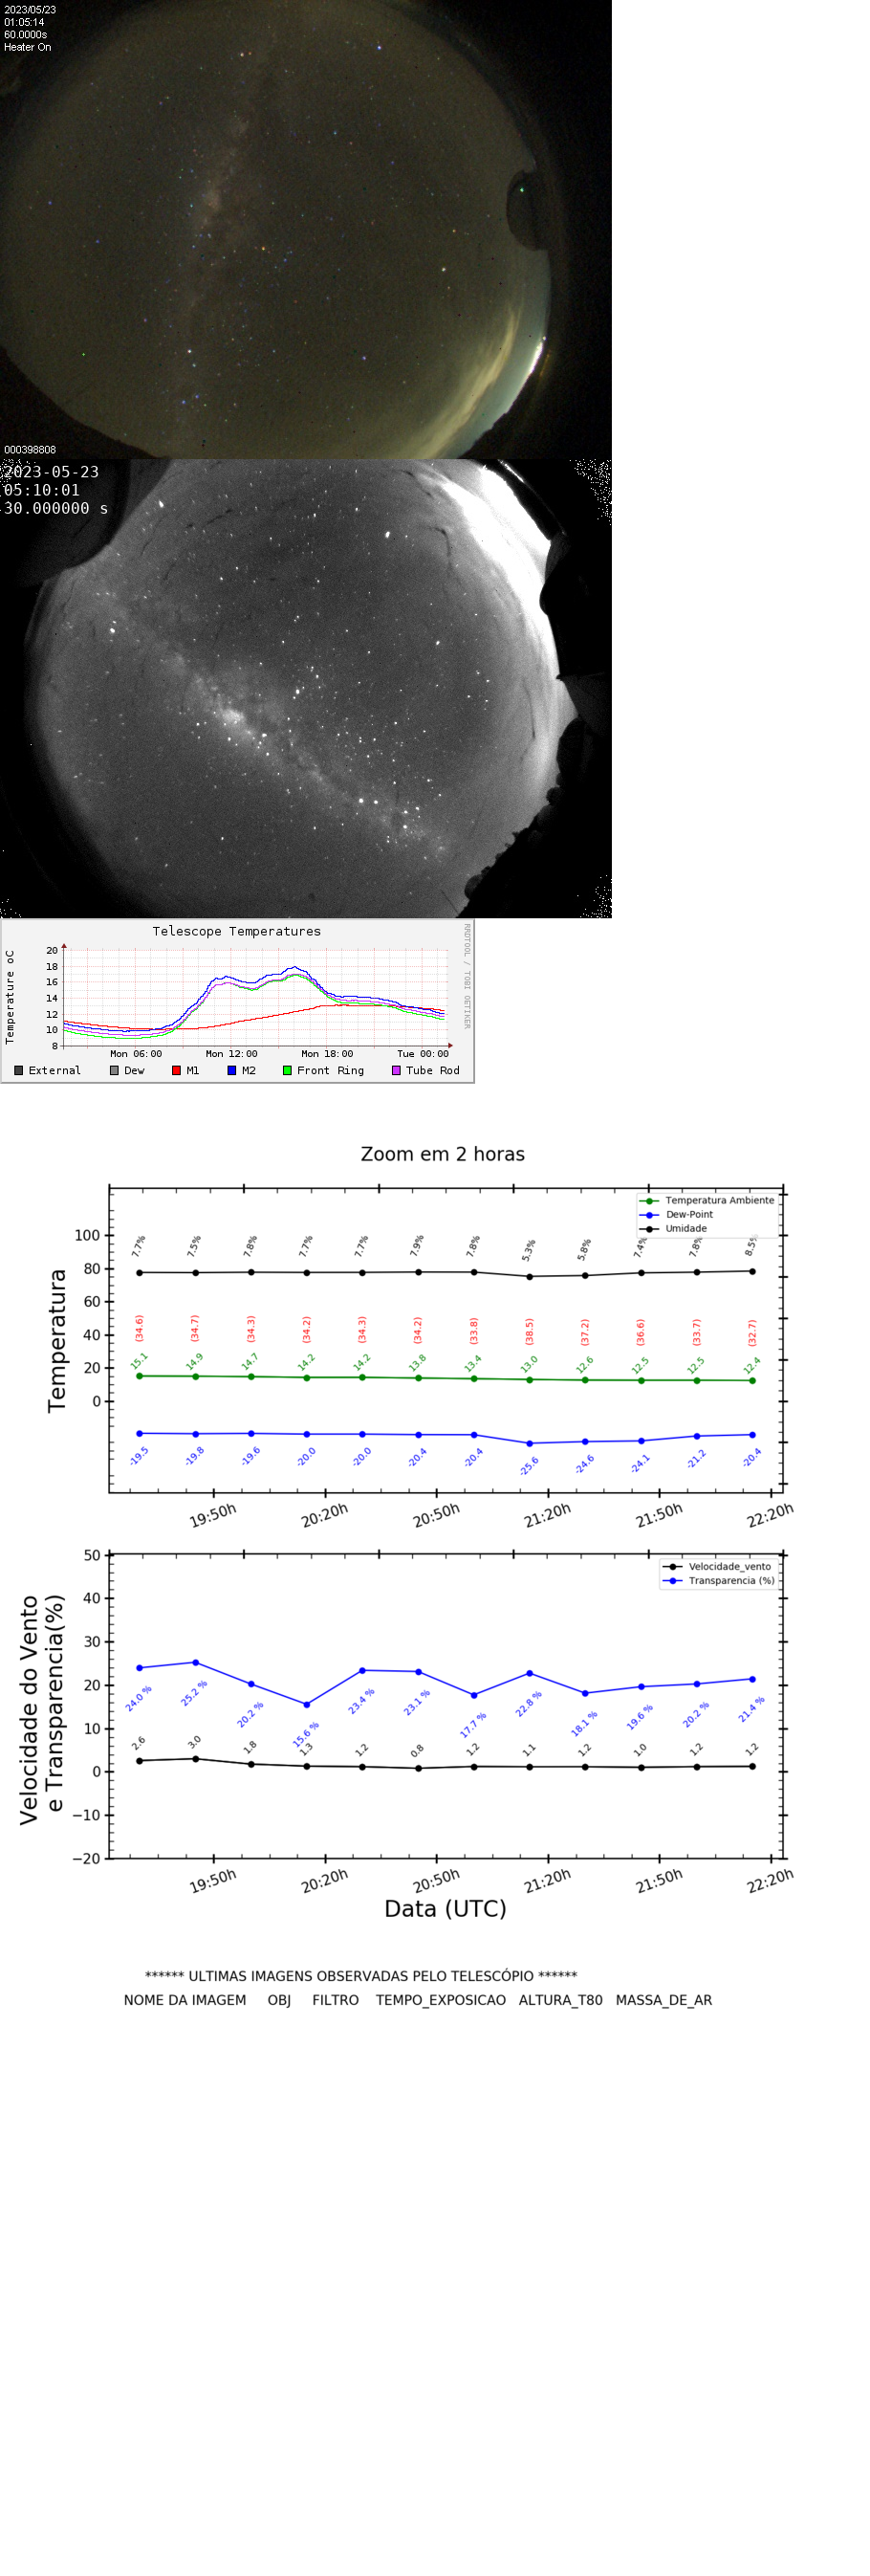 2023/05/23
01:05:14
60.0000s
Heater On
000398808
2023-05-23
05:10:01
30.000000 s
Telescope Temperatures
RRDTOOL / TOBI OETIKER
Temperature oC
20
18
16
14
12
10
8
Mon 06:00 Mon 12:00 Mon 18:00 Tue 00:00
External Dew M1 M2 Front Ring Tube Rod
Zoom em 2 horas
Temperatura Ambiente
Dew-Point
Umidade
Temperatura
100
80
60
40
20
0
7.7% 7.5% 7.8% 7.7% 7.7% 7.9% 7.8% 5.3% 5.8% 7.4% 7.8% 8.5%
(34.6) (34.7) (34.3) (34.2) (34.3) (34.2) (33.8) (38.5) (37.2) (36.6) (33.7) (32.7)
15.1 14.9 14.7 14.2 14.2 13.8 13.4 13.0 12.6 12.5 12.5 12.4
-19.5 -19.8 -19.6 -20.0 -20.0 -20.4 -20.4 -25.6 -24.6 -24.1 -21.2 -20.4
19:50h 20:20h 20:50h 21:20h 21:50h 22:20h
Velocidade_vento
Transparencia (%)
Velocidade do Vento
e Transparencia(%)
50
40
30
20
10
0
−10
−20
24.0 % 25.2 % 20.2 % 15.6 % 23.4 % 23.1 % 17.7 % 22.8 % 18.1 % 19.6 % 20.2 % 21.4 %
2.6 3.0 1.8 1.3 1.2 0.8 1.2 1.1 1.2 1.0 1.2 1.2
19:50h 20:20h 20:50h 21:20h 21:50h 22:20h
Data (UTC)
****** ULTIMAS IMAGENS OBSERVADAS PELO TELESCÓPIO ******
NOME DA IMAGEM OBJ FILTRO TEMPO_EXPOSICAO ALTURA_T80 MASSA_DE_AR